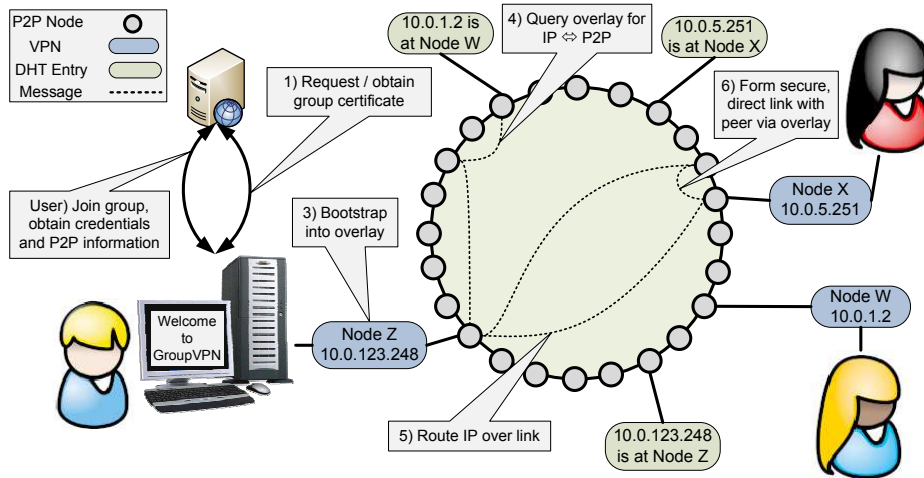 P2P Node
VPN
DHT Entry
Message
10.0.1.2 is
at Node W
4) Query overlay for
IP ⇔ P2P
10.0.5.251
is at Node X
1) Request / obtain
group certificate
6) Form secure,
direct link with
peer via overlay
User) Join group,
obtain credentials
and P2P information
3) Bootstrap
into overlay
Node X
10.0.5.251
Welcome
to
GroupVPN
Node Z
10.0.123.248
Node W
10.0.1.2
5) Route IP over link
10.0.123.248
is at Node Z